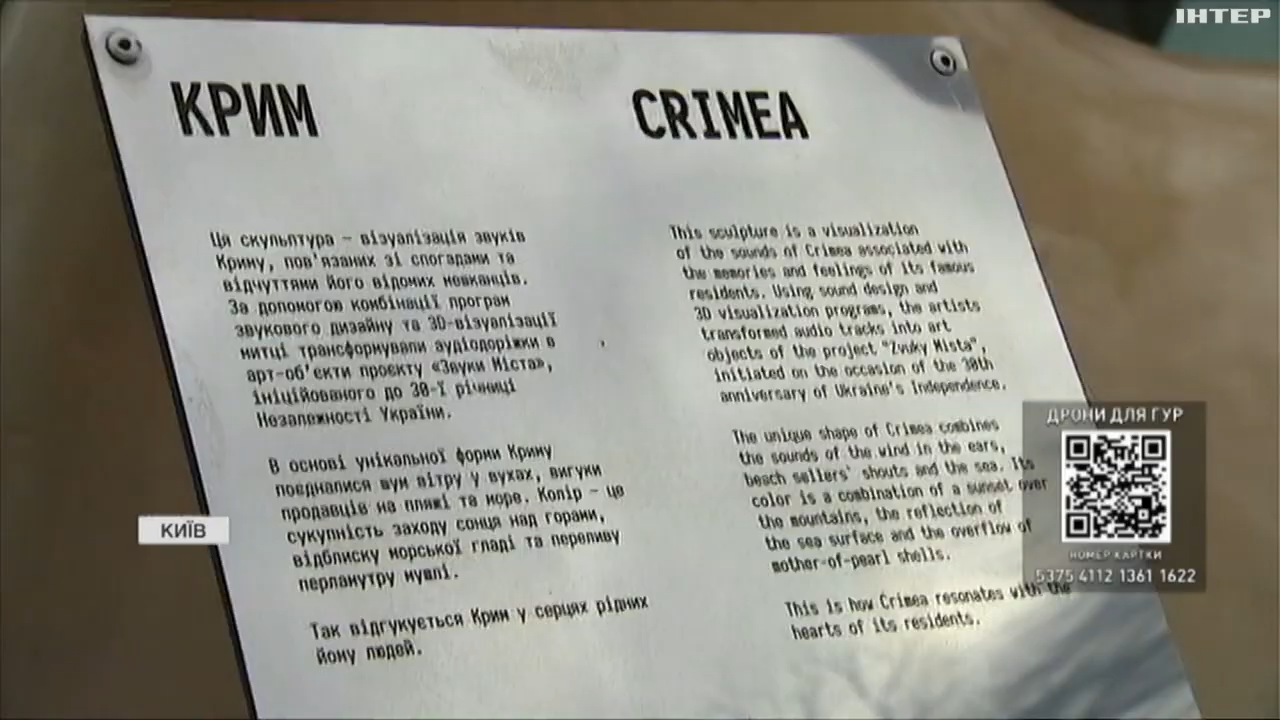 ІНТЕР
КРИМ
Ця скульптура – візуалізація звуків
Криму, пов'язаних зі спогадами та
відчуттями його відомих мешканців.
За допомогою комбінації програм
звукового дизайну та 3D-візуалізації
митці трансформували аудіодоріжки в
арт-об'єкти проєкту «Звуки Міста»,
ініційованого до 30-ї річниці
Незалежності України.
В основі унікальної форми Криму
поєдналися шум вітру у вухах, вигуки
продавців на пляжі та море. Колір – це
сукупність заходу сонця над горами,
відблиску морської гладі та переливу
перламутру мушлі.
Так відгукується Крим у серцях рідних
йому людей.
CRIMEA
This sculpture is a visualization
of the sounds of Crimea associated with
the memories and feelings of its famous
residents. Using sound design and
3D visualization programs, the artists
transformed audio tracks into art
objects of the project "Zvuky Mista",
initiated on the occasion of the 30th
anniversary of Ukraine's Independence.
The unique shape of Crimea combines
the sounds of the wind in the ears,
beach sellers' shouts and the sea. Its
color is a combination of a sunset over
the mountains, the reflection of
the sea surface and the overflow of
mother-of-pearl shells.
This is how Crimea resonates with the
hearts of its residents.
КИЇВ
ДРОНИ ДЛЯ ГУР
НОМЕР КАРТКИ
5375 4112 1361 1622